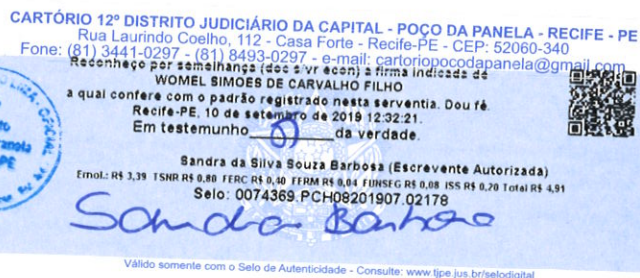 CARTÓRIO 12º DISTRITO JUDICIÁRIO DA CAPITAL - POÇO DA PANELA - RECIFE - PE
Rua Laurindo Coelho, 112 - Casa Forte - Recife-PE - CEP: 52060-340
Fone: (81) 3441-0297 - (81) 8493-0297 - e-mail: cartoriopocodapanela@gmail.com
Reconheço por semelhança (doc s/vr econ) a firma indicada de
WOMEL SIMOES DE CARVALHO FILHO
a qual confere com o padrão registrado nesta serventia. Dou fé.
Recife-PE, 10 de setembro de 2019 12:32:21.
Em testemunho da verdade.
Sandra da Silva Souza Barbosa (Escrevente Autorizada)
Emol.: R$ 3,39 TSNR R$ 0,80 FERC R$ 0,40 FERM R$ 0,04 FUNSEG R$ 0,08 ISS R$ 0,20 Total R$ 4,91
Selo: 0074369.PCH08201907.02178
Sandra Barbosa
Válido somente com o Selo de Autenticidade - Consulte: www.tjpe.jus.br/selodigital